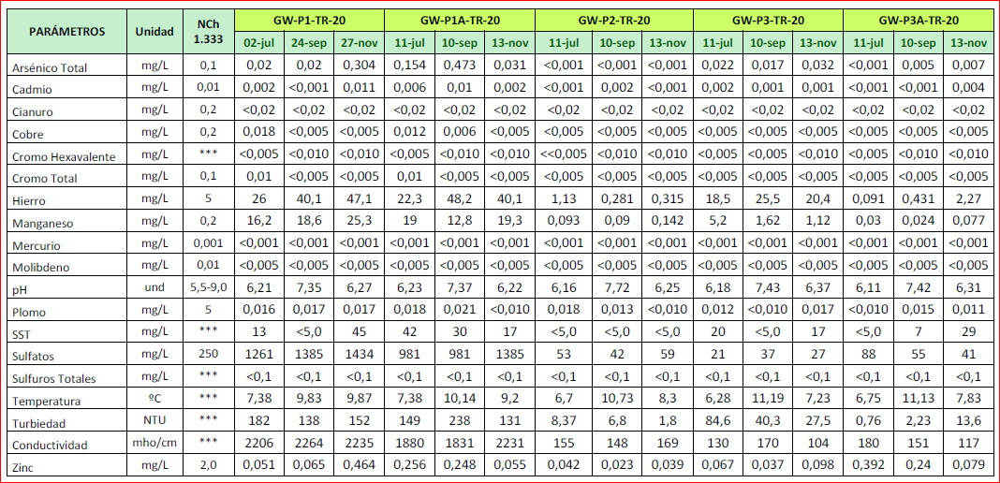 PARÁMETROS Unidad NCh 1.333 GW-P1-TR-20 GW-P1A-TR-20 GW-P2-TR-20 GW-P3-TR-20 GW-P3A-TR-20
02-jul 24-sep 27-nov 11-jul 10-sep 13-nov 11-jul 10-sep 13-nov 11-jul 10-sep 13-nov 11-jul 10-sep 13-nov
Arsénico Total mg/L 0,1 0,02 0,02 0,304 0,154 0,473 0,031 <0,001 <0,001 <0,001 0,022 0,017 0,032 <0,001 0,005 0,007
Cadmio mg/L 0,01 0,002 <0,001 0,011 0,006 0,01 0,002 <0,001 0,002 <0,001 0,002 0,001 0,001 <0,001 <0,001 0,004
Cianuro mg/L 0,2 <0,02 <0,02 <0,02 <0,02 <0,02 <0,02 <0,02 <0,02 <0,02 <0,02 <0,02 <0,02 <0,02 <0,02 <0,02
Cobre mg/L 0,2 0,018 <0,005 <0,005 0,012 0,006 <0,005 <0,005 <0,005 <0,005 <0,005 <0,005 <0,005 <0,005 <0,005 <0,005
Cromo Hexavalente mg/L *** <0,005 <0,010 <0,010 <0,005 <0,010 <0,010 <<0,005 <0,010 <0,010 <0,005 <0,005 <0,010 <0,005 <0,010 <0,010
Cromo Total mg/L 0,1 0,01 <0,005 <0,005 0,01 <0,005 <0,005 <0,005 <0,005 <0,005 <0,005 <0,005 <0,005 <0,005 <0,005 <0,005
Hierro mg/L 5 26 40,1 47,1 22,3 48,2 40,1 1,13 0,281 0,315 18,5 25,5 20,4 0,091 0,431 2,27
Manganeso mg/L 0,2 16,2 18,6 25,3 19 12,8 19,3 0,093 0,09 0,142 5,2 1,62 1,12 0,03 0,024 0,077
Mercurio mg/L 0,001 <0,001 <0,001 <0,001 <0,001 <0,001 <0,001 <0,001 <0,001 <0,001 <0,001 <0,001 <0,001 <0,001 <0,001 <0,001
Molibdeno mg/L 0,01 <0,005 <0,005 <0,005 <0,005 <0,005 <0,005 <0,005 <0,005 <0,005 <0,005 <0,005 <0,005 <0,005 <0,005 <0,005
pH und 5,5-9,0 6,21 7,35 6,27 6,23 7,37 6,22 6,16 7,72 6,25 6,18 7,43 6,37 6,11 7,42 6,31
Plomo mg/L 5 0,016 0,017 0,017 0,018 0,021 <0,010 0,018 0,013 <0,010 0,012 <0,010 0,017 <0,010 0,015 0,011
SST mg/L *** 13 <5,0 45 42 30 17 <5,0 <5,0 <5,0 20 <5,0 17 <5,0 7 29
Sulfatos mg/L 250 1261 1385 1434 981 981 1385 53 42 59 21 37 27 88 55 41
Sulfuros Totales mg/L *** <0,1 <0,1 <0,1 <0,1 <0,1 <0,1 <0,1 <0,1 <0,1 <0,1 <0,1 <0,1 <0,1 <0,1 <0,1
Temperatura ºC *** 7,38 9,83 9,87 7,38 10,14 9,2 6,7 10,73 8,3 6,28 11,19 7,23 6,75 11,13 7,83
Turbiedad NTU *** 182 138 152 149 238 131 8,37 6,8 1,8 84,6 40,3 27,5 0,76 2,23 13,6
Conductividad mho/cm *** 2206 2264 2235 1880 1831 2231 155 148 169 130 170 104 180 151 117
Zinc mg/L 2,0 0,051 0,065 0,464 0,256 0,248 0,055 0,042 0,023 0,039 0,067 0,037 0,098 0,392 0,24 0,079